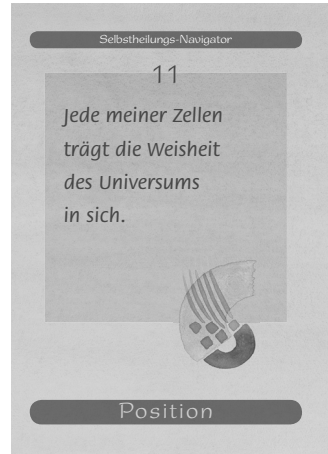 Selbstheilungs-Navigator
11
Jede meiner Zellen
trägt die Weisheit
des Universums
in sich.
Position